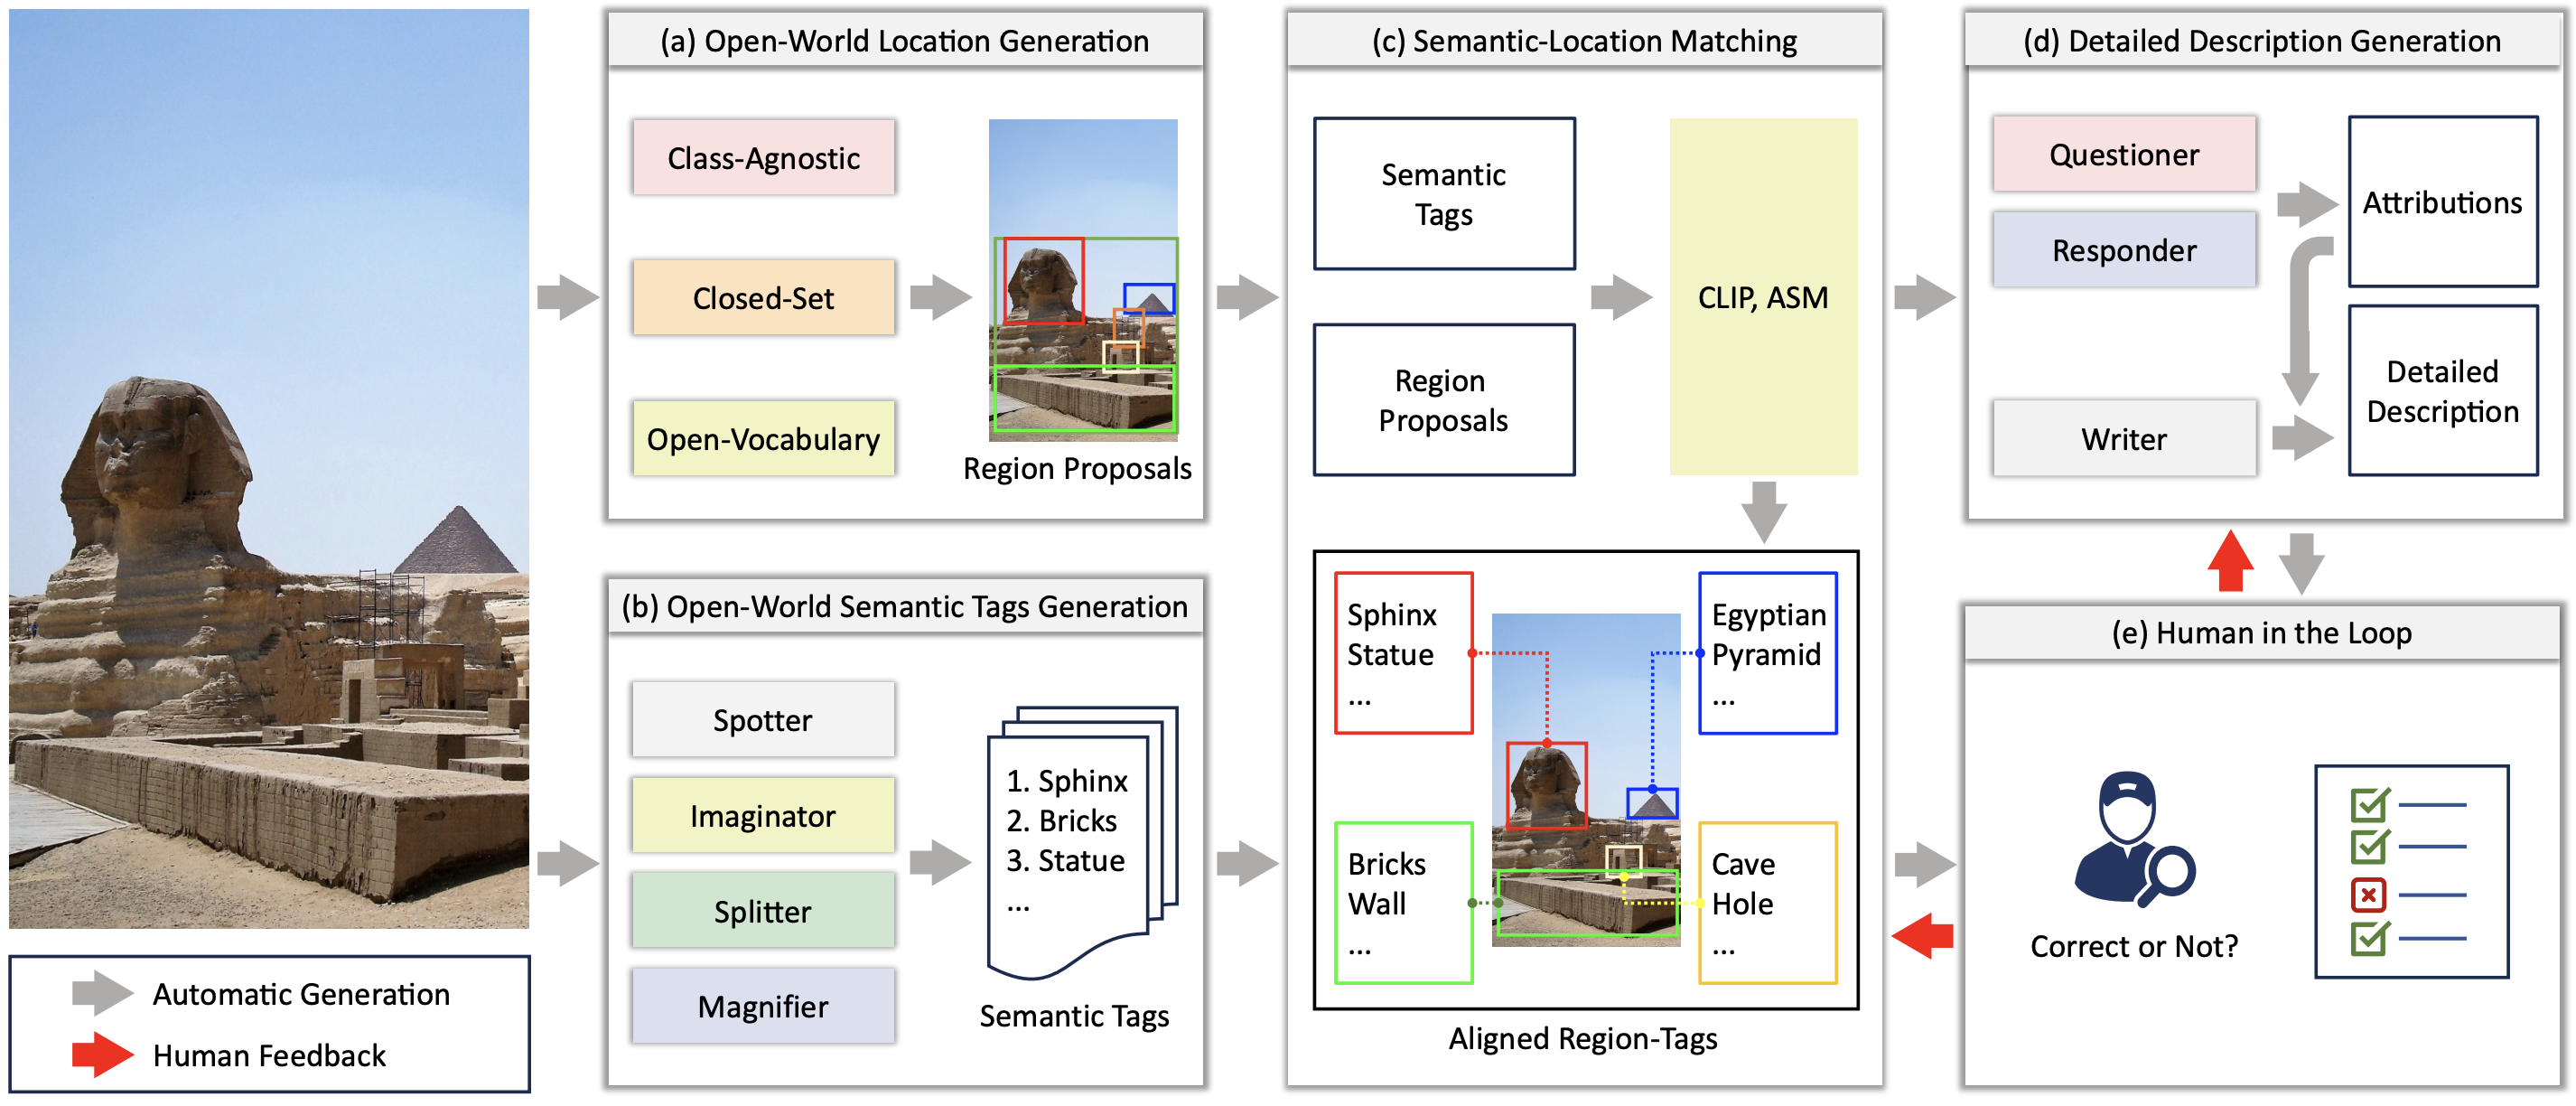 (a) Open-World Location Generation
Class-Agnostic
Closed-Set
Open-Vocabulary
Region Proposals
(b) Open-World Semantic Tags Generation
Spotter
Imaginator
Splitter
Magnifier
1. Sphinx
2. Bricks
3. Statue
...
Semantic Tags
(c) Semantic-Location Matching
Semantic
Tags
Region
Proposals
CLIP, ASM
Sphinx
Statue
...
Egyptian
Pyramid
...
Bricks
Wall
...
Cave
Hole
...
Aligned Region-Tags
(d) Detailed Description Generation
Questioner
Responder
Writer
Attributions
Detailed
Description
(e) Human in the Loop
Correct or Not?
Automatic Generation
Human Feedback